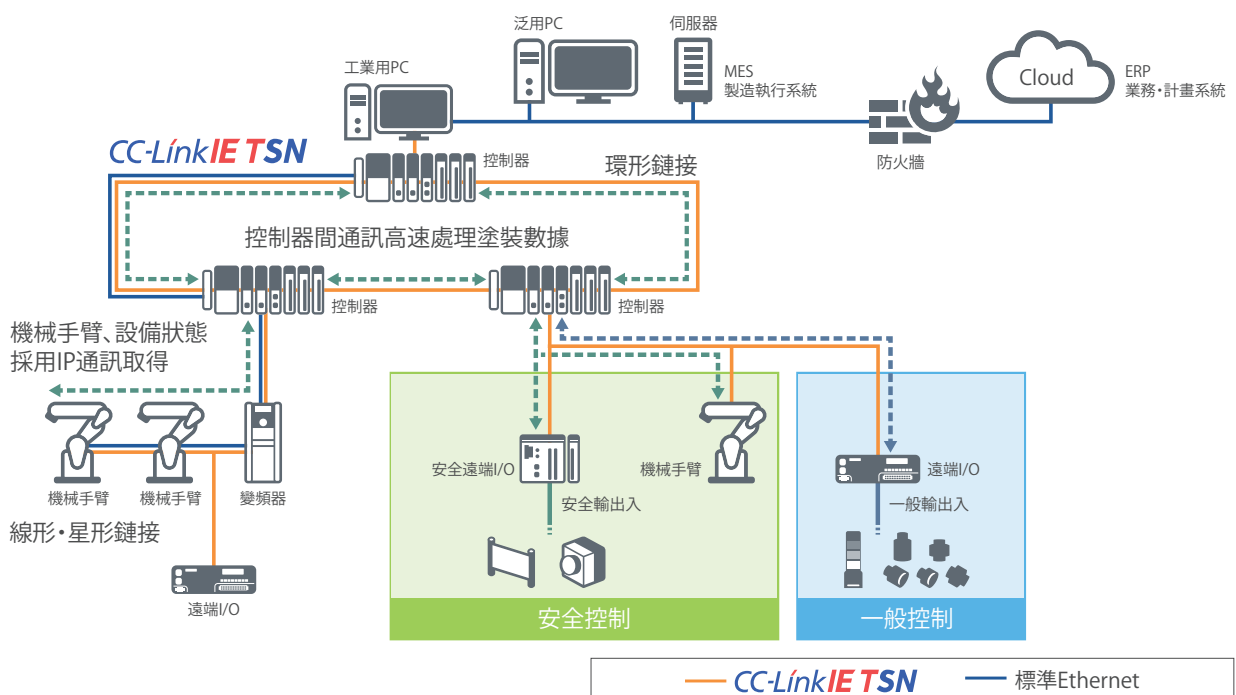 泛用PC
伺服器
工業用PC
MES
製造執行系統
Cloud
ERP
業務・計畫系統
防火牆
CC-Link IE TSN
控制器
環形鏈接
控制器間通訊高速處理塗裝數據
控制器
控制器
機械手臂、設備狀態
採用IP通訊取得
機械手臂
機械手臂
變頻器
線形・星形鏈接
遠端I/O
安全遠端I/O
機械手臂
安全輸出入
安全控制
遠端I/O
一般輸出入
一般控制
CC-Link IE TSN
標準Ethernet